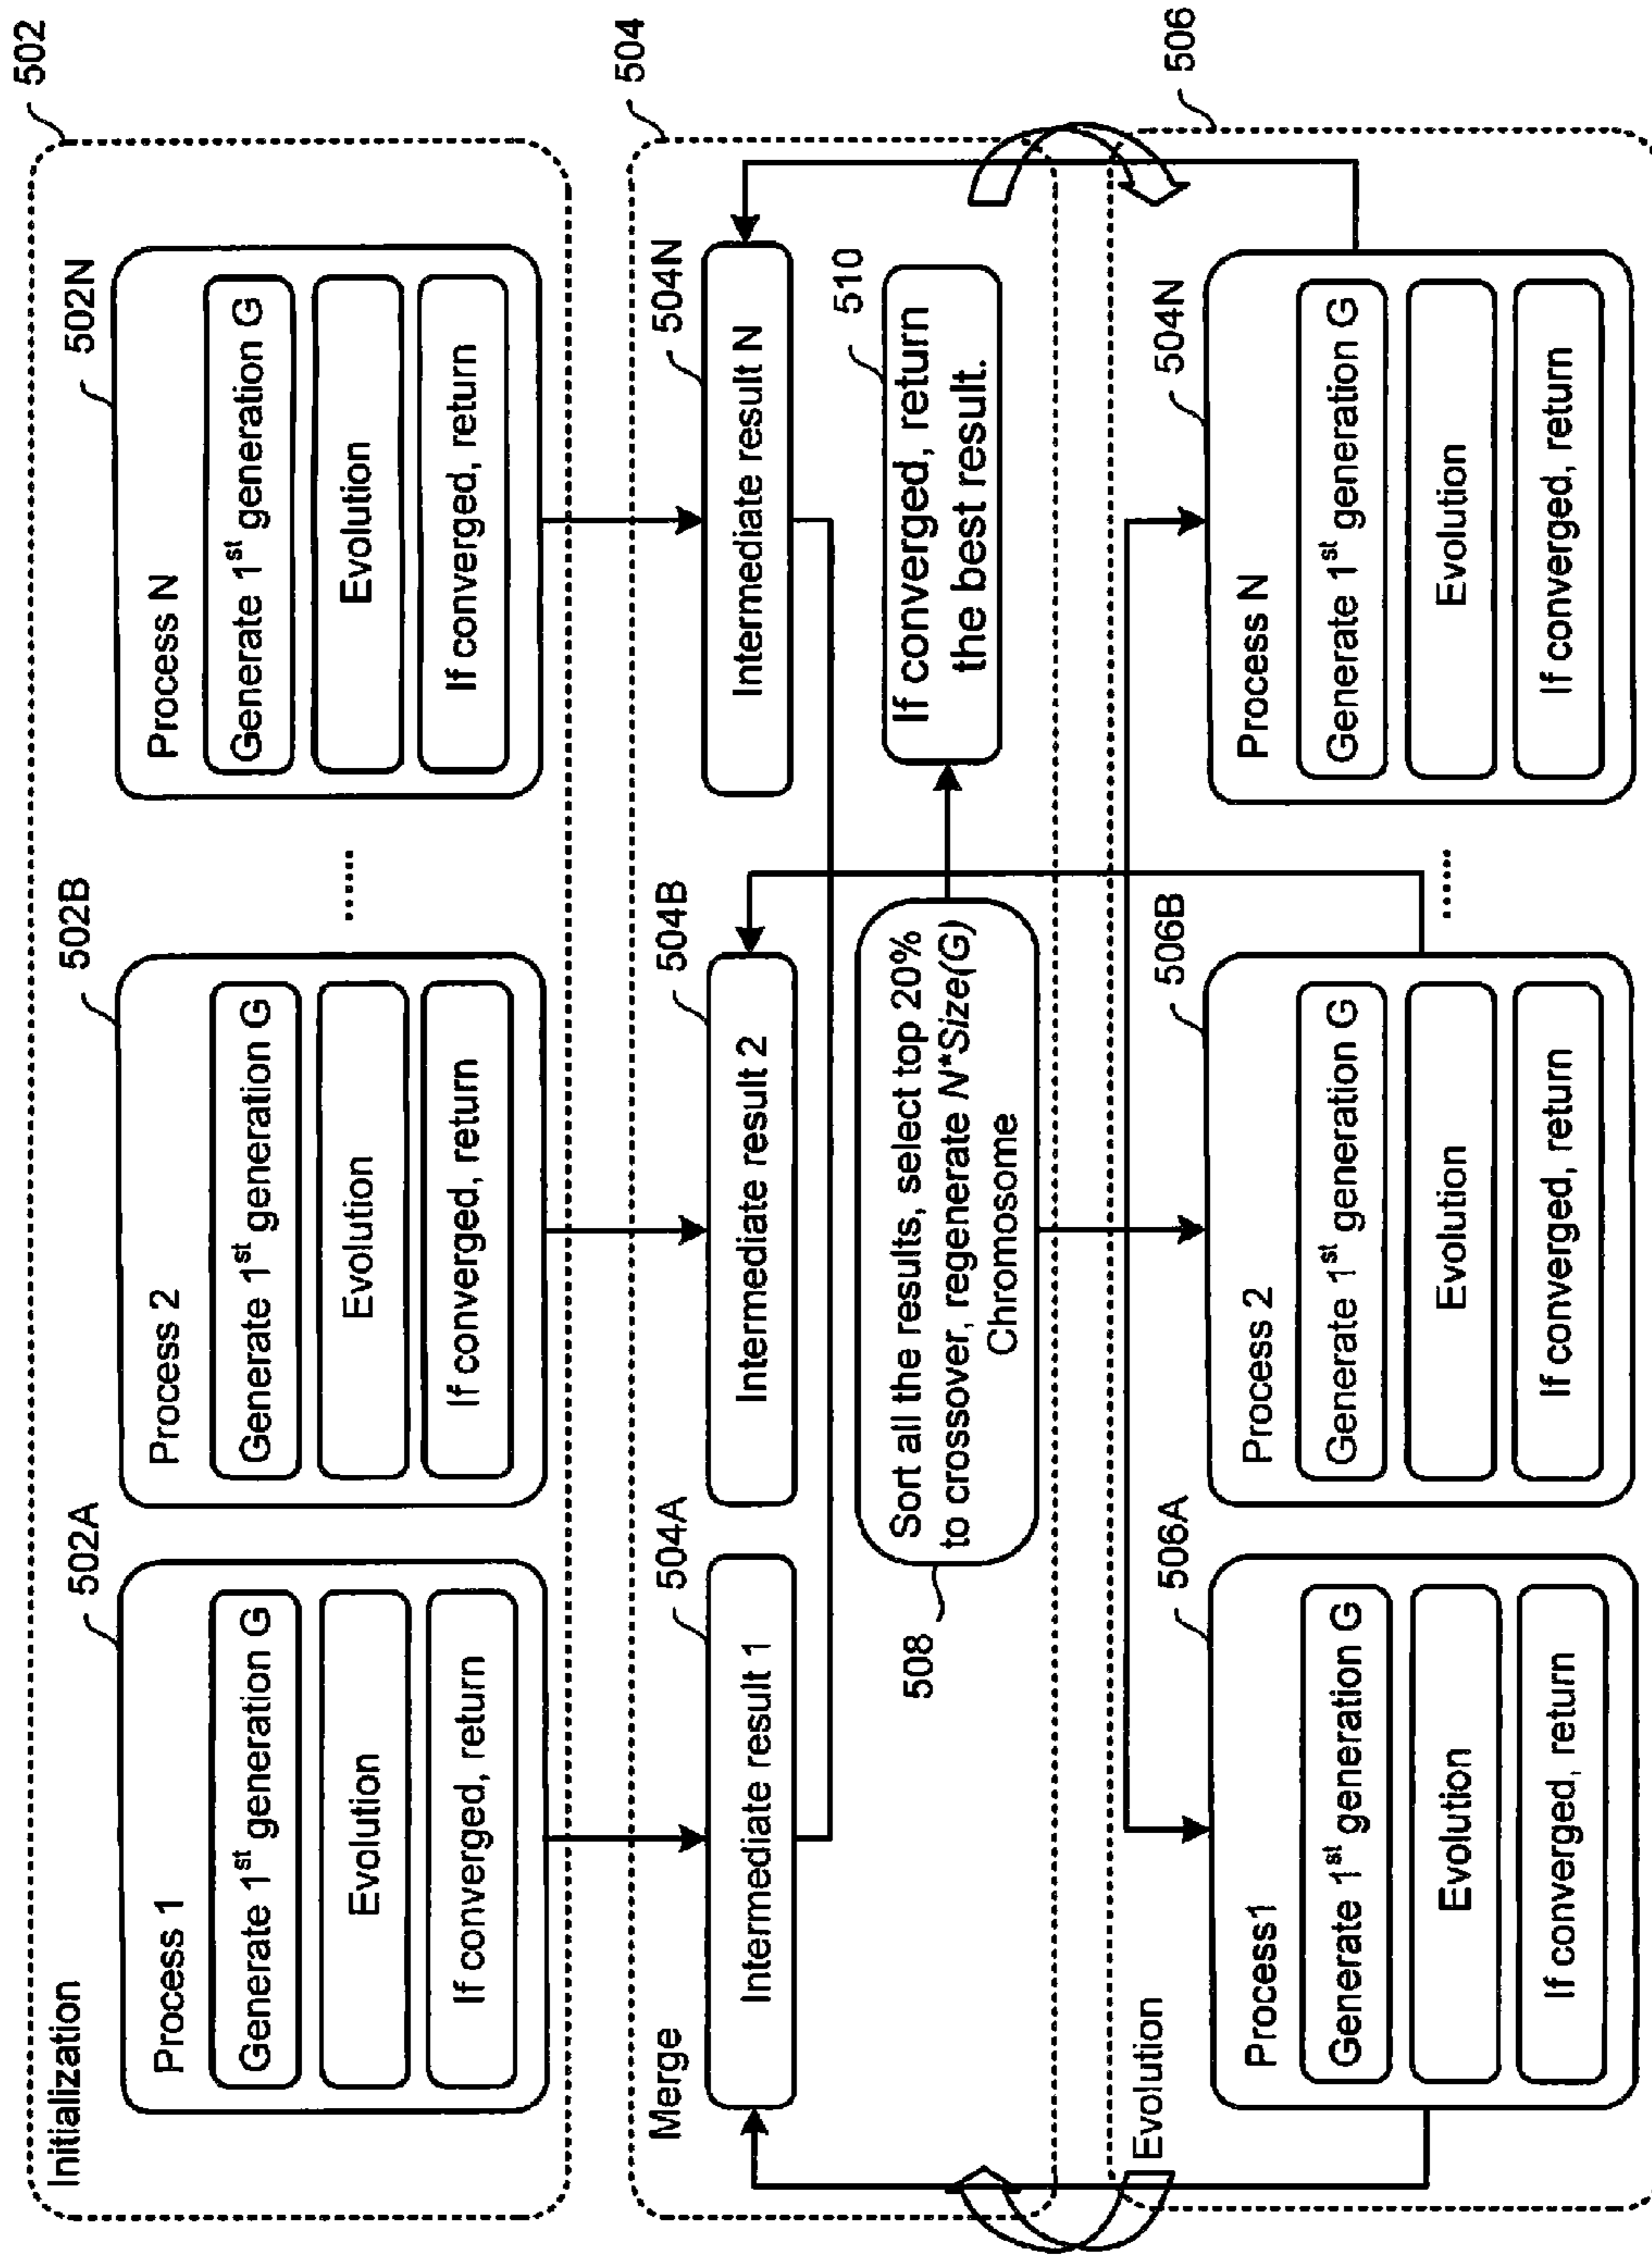 502
Initialization
502A
Process 1
Generate 1st generation G
Evolution
If converged, return
502B
Process 2
Generate 1st generation G
Evolution
If converged, return
......
502N
Process N
Generate 1st generation G
Evolution
If converged, return
504
Merge
504A
Intermediate result 1
504B
Intermediate result 2
504N
Intermediate result N
508
Sort all the results, select top 20%
to crossover, regenerate N*Size(G)
Chromosome
510
If converged, return
the best result.
506
Evolution
506A
Process1
Generate 1st generation G
Evolution
If converged, return
506B
Process 2
Generate 1st generation G
Evolution
If converged, return
......
504N
Process N
Generate 1st generation G
Evolution
If converged, return